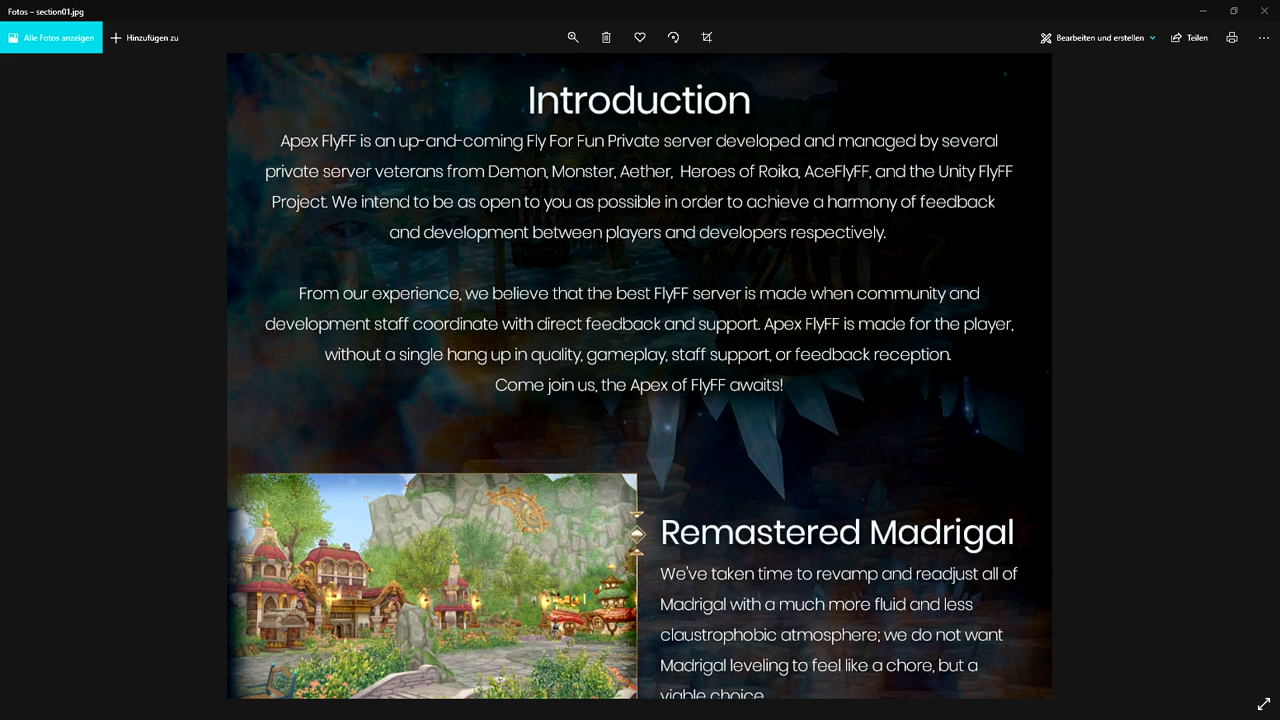 Fotos – section01.jpg
Alle Fotos anzeigen
Hinzufügen zu
Bearbeiten und erstellen
Teilen
Introduction
Apex FlyFF is an up-and-coming Fly For Fun Private server developed and managed by several
private server veterans from Demon, Monster, Aether, Heroes of Roika, AceFlyFF, and the Unity FlyFF
Project. We intend to be as open to you as possible in order to achieve a harmony of feedback
and development between players and developers respectively.
From our experience, we believe that the best FlyFF server is made when community and
development staff coordinate with direct feedback and support. Apex FlyFF is made for the player,
without a single hang up in quality, gameplay, staff support, or feedback reception.
Come join us, the Apex of FlyFF awaits!
Remastered Madrigal
We've taken time to revamp and readjust all of
Madrigal with a much more fluid and less
claustrophobic atmosphere; we do not want
Madrigal leveling to feel like a chore, but a
viable choice.